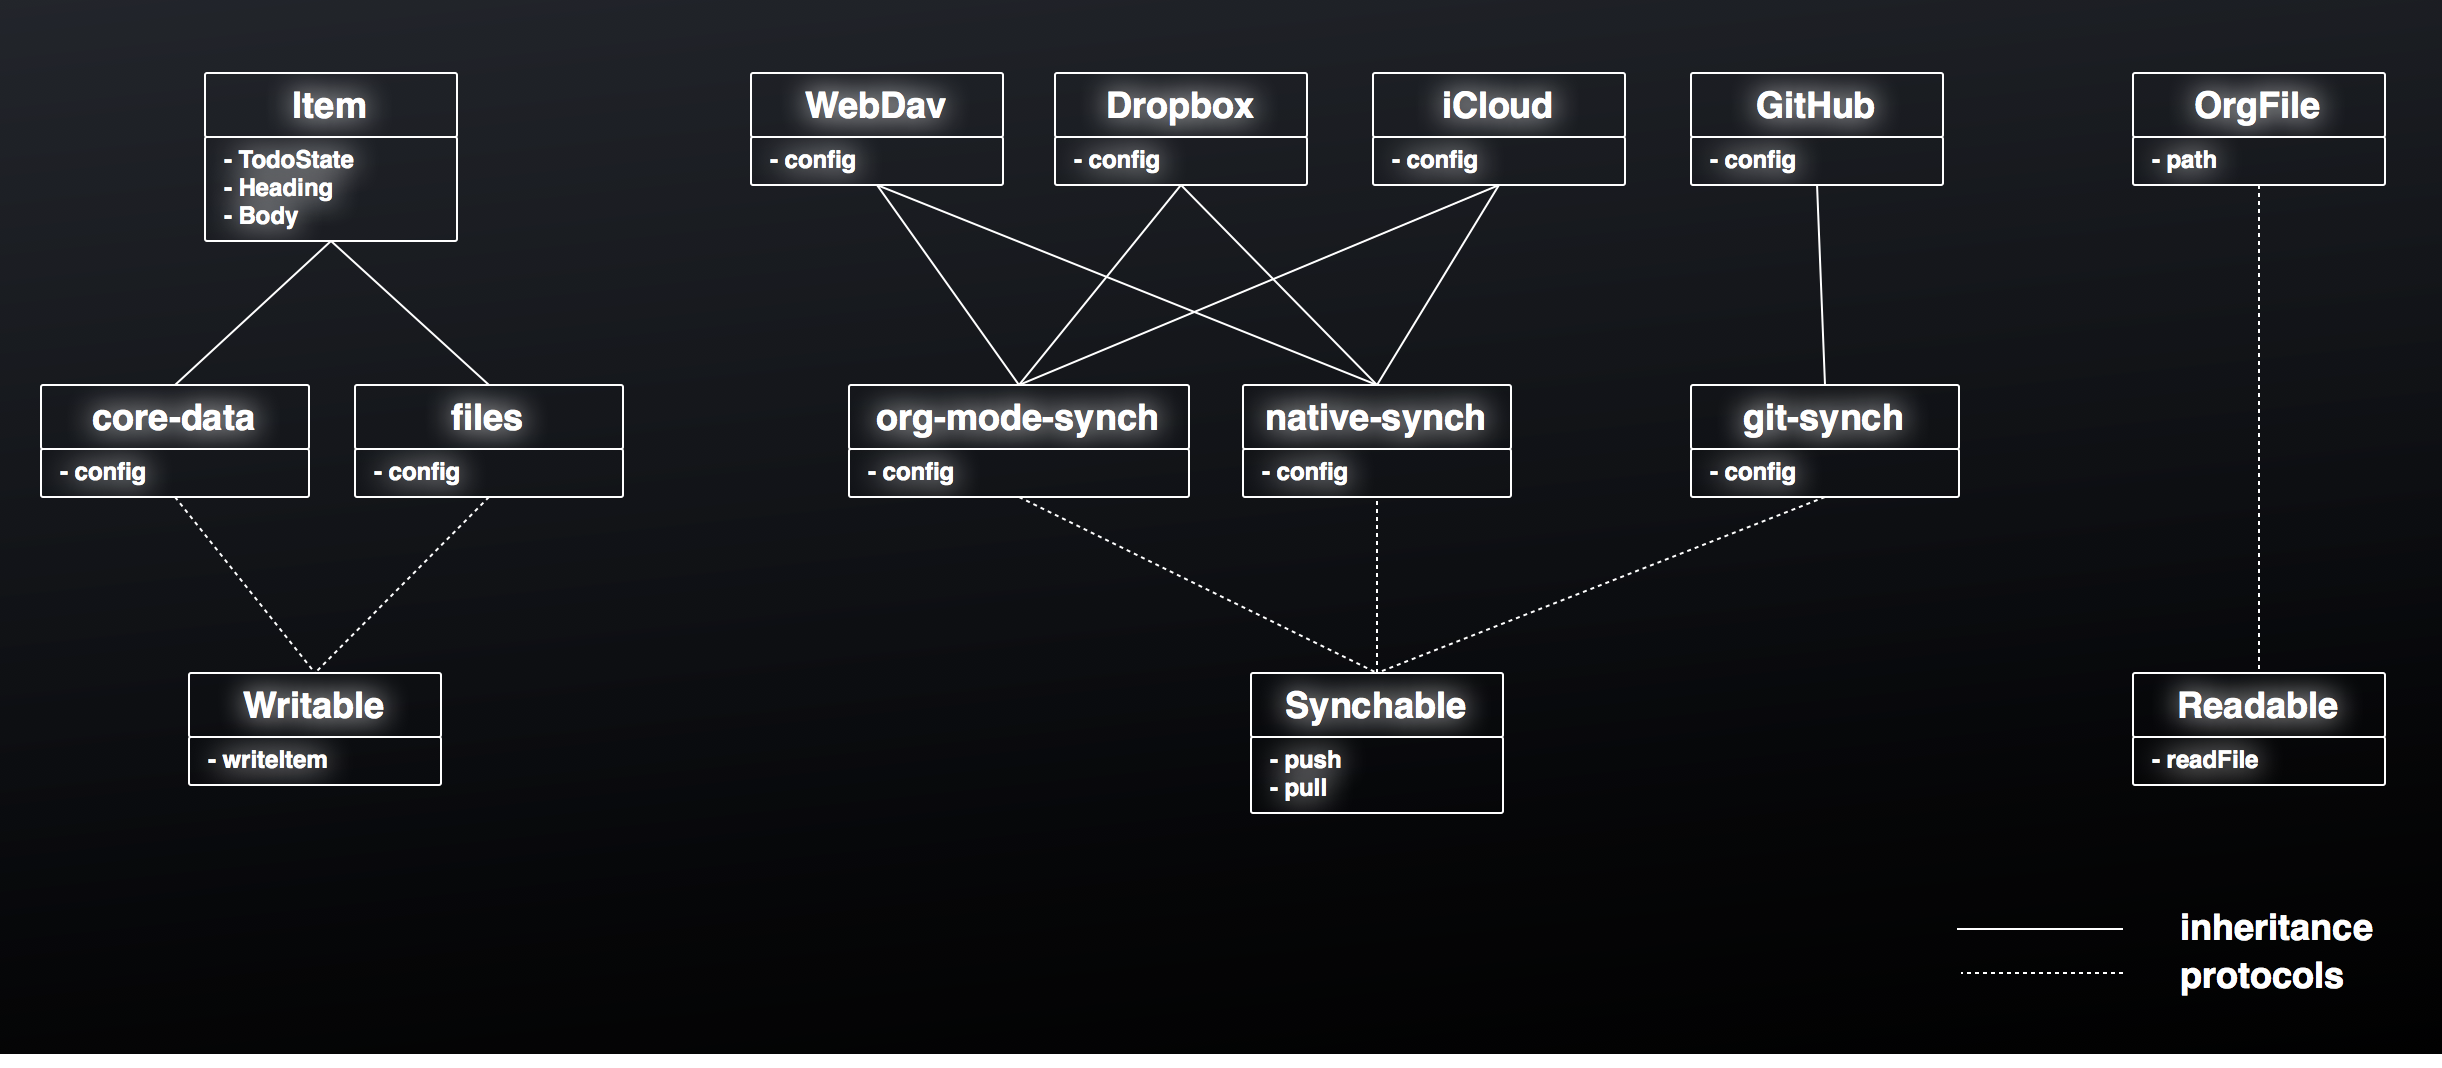 Item
- TodoState
- Heading
- Body
WebDav
- config
Dropbox
- config
iCloud
- config
GitHub
- config
OrgFile
- path
core-data
- config
files
- config
org-mode-synch
- config
native-synch
- config
git-synch
- config
Writable
- writeItem
Synchable
- push
- pull
Readable
- readFile
inheritance
protocols